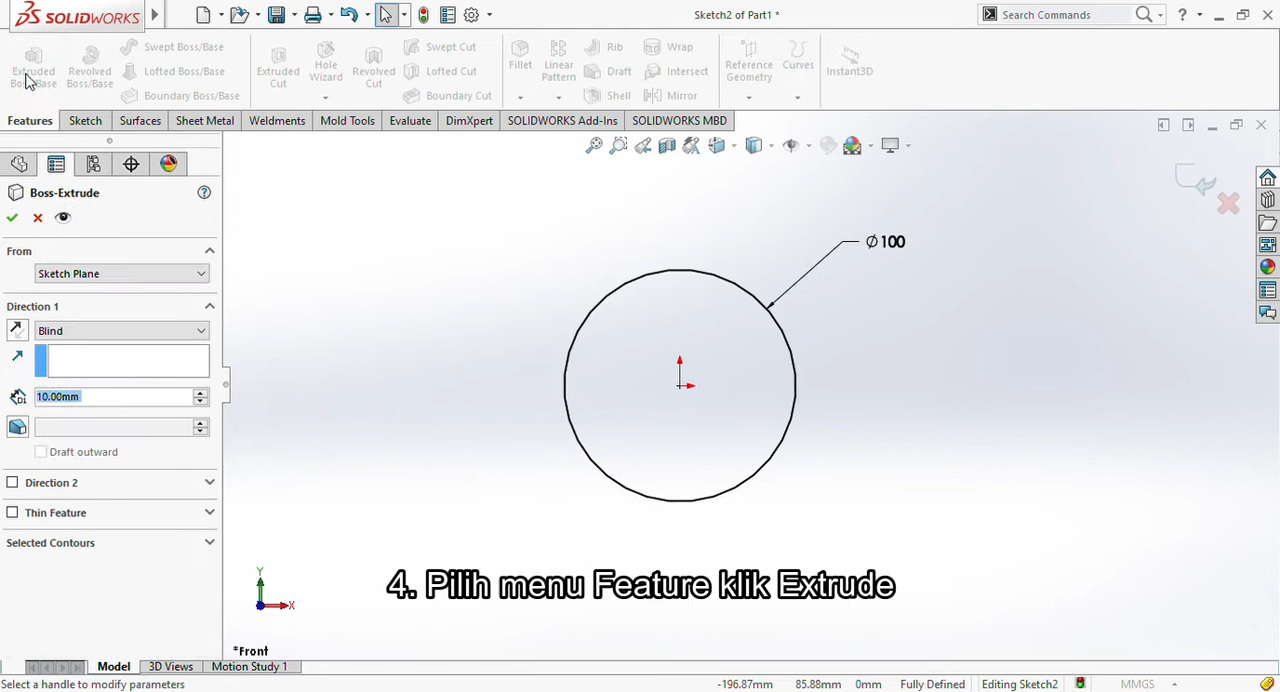 SOLIDWORKS
Sketch2 of Part1 *
Search Commands
?
Extruded Boss/Base
Revolved Boss/Base
Swept Boss/Base
Lofted Boss/Base
Boundary Boss/Base
Extruded Cut
Hole Wizard
Revolved Cut
Swept Cut
Lofted Cut
Boundary Cut
Fillet
Linear Pattern
Rib
Draft
Shell
Wrap
Intersect
Mirror
Reference Geometry
Curves
Instant3D
Features
Sketch
Surfaces
Sheet Metal
Weldments
Mold Tools
Evaluate
DimXpert
SOLIDWORKS Add-Ins
SOLIDWORKS MBD
Boss-Extrude
?
From
Sketch Plane
Direction 1
Blind
D1
10.00mm
Draft outward
Direction 2
Thin Feature
Selected Contours
∅100
Y
X
4. Pilih menu Feature klik Extrude
*Front
Model
3D Views
Motion Study 1
Select a handle to modify parameters
-196.87mm
85.88mm
0mm
Fully Defined
Editing Sketch2
MMGS